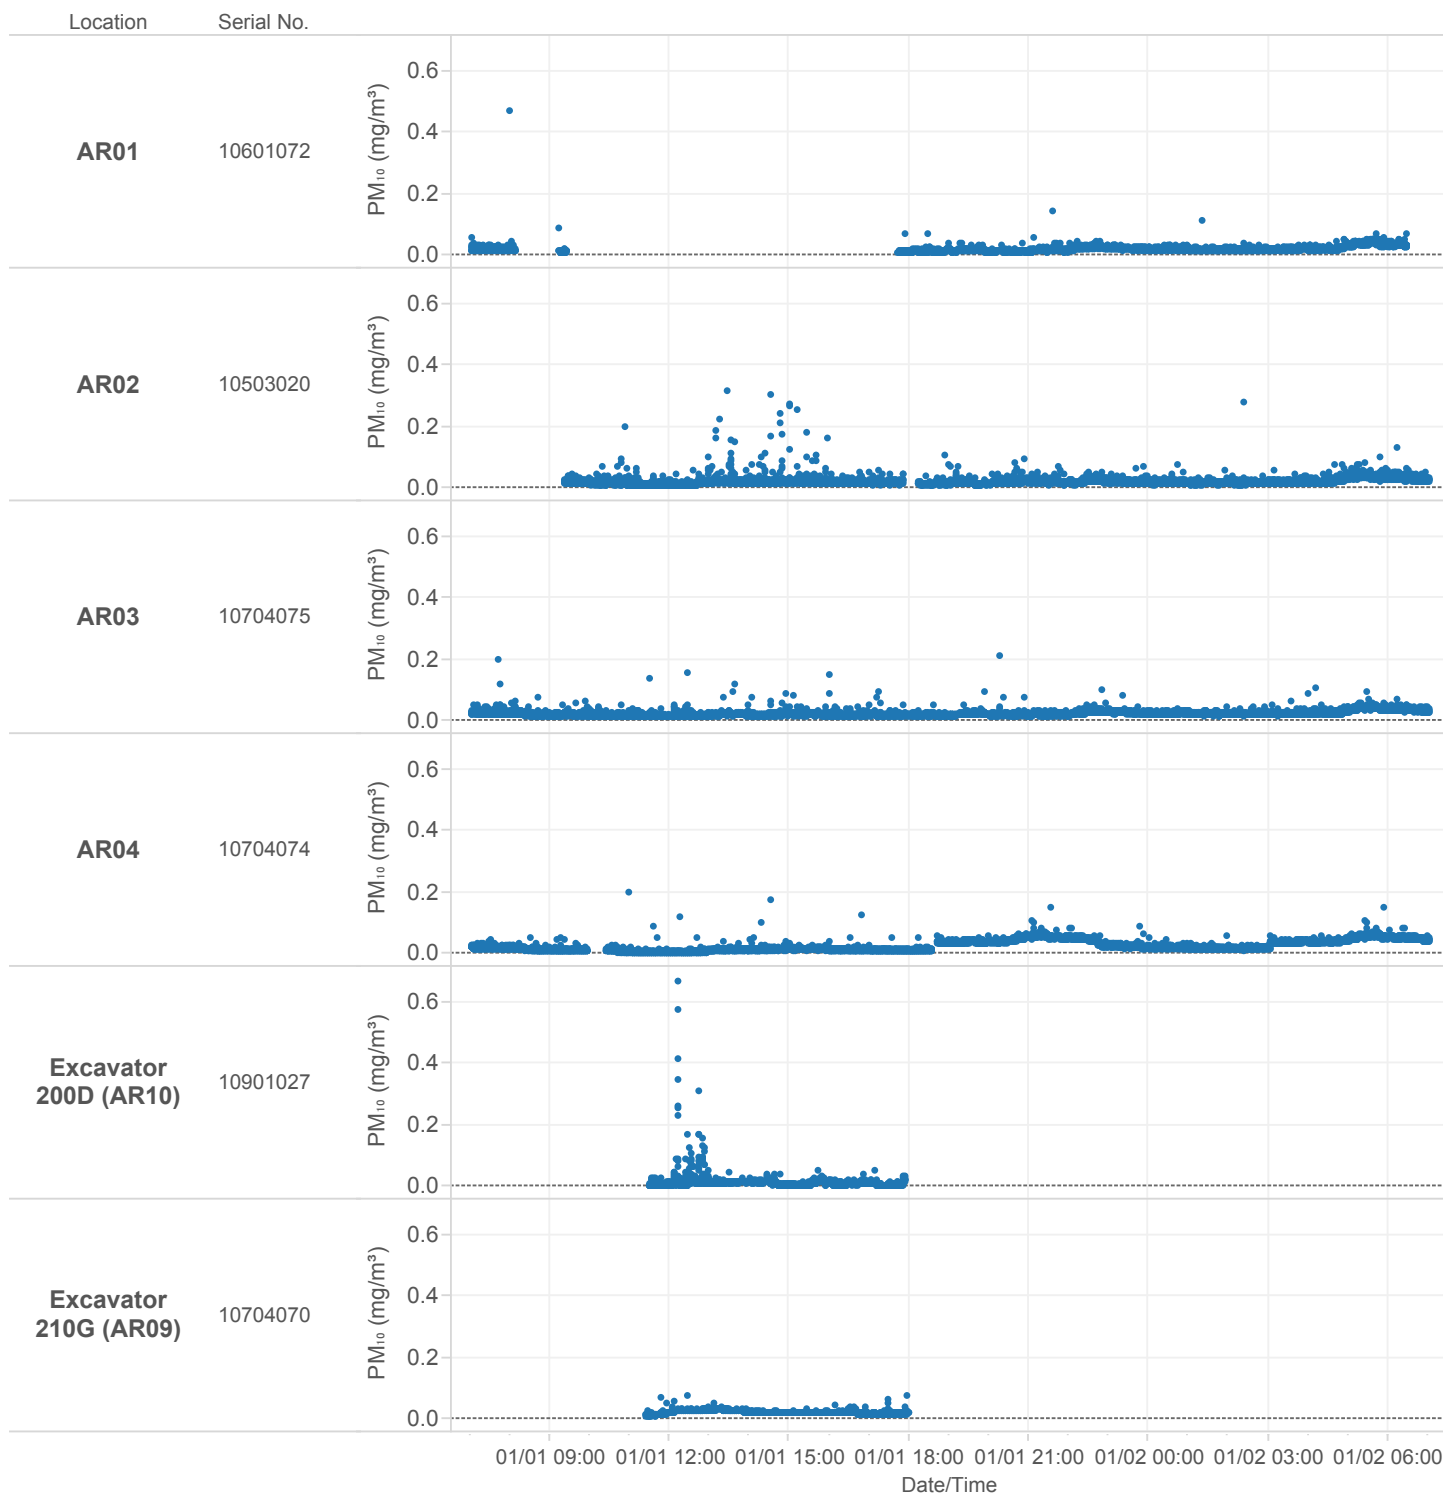 Location Serial No.
AR01 10601072 PM₁₀ (mg/m³) 0.6 0.4 0.2 0.0
AR02 10503020 PM₁₀ (mg/m³) 0.6 0.4 0.2 0.0
AR03 10704075 PM₁₀ (mg/m³) 0.6 0.4 0.2 0.0
AR04 10704074 PM₁₀ (mg/m³) 0.6 0.4 0.2 0.0
Excavator
200D (AR10) 10901027 PM₁₀ (mg/m³) 0.6 0.4 0.2 0.0
Excavator
210G (AR09) 10704070 PM₁₀ (mg/m³) 0.6 0.4 0.2 0.0
01/01 09:00 01/01 12:00 01/01 15:00 01/01 18:00 01/01 21:00 01/02 00:00 01/02 03:00 01/02 06:00
Date/Time